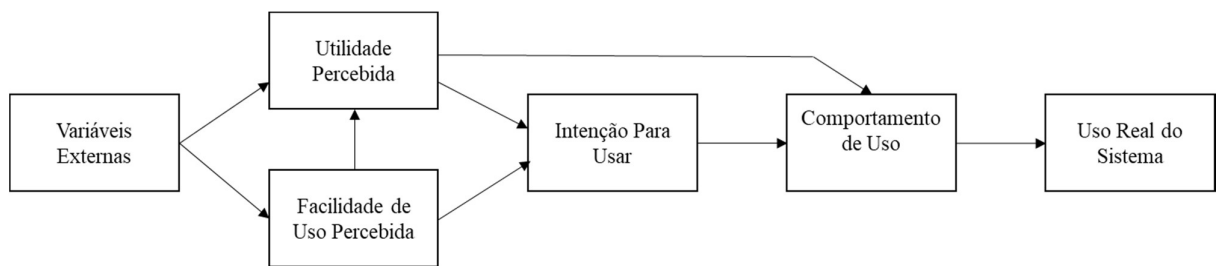 Utilidade
Percebida
Variáveis
Externas
Facilidade de
Uso Percebida
Intenção Para
Usar
Comportamento
de Uso
Uso Real do
Sistema